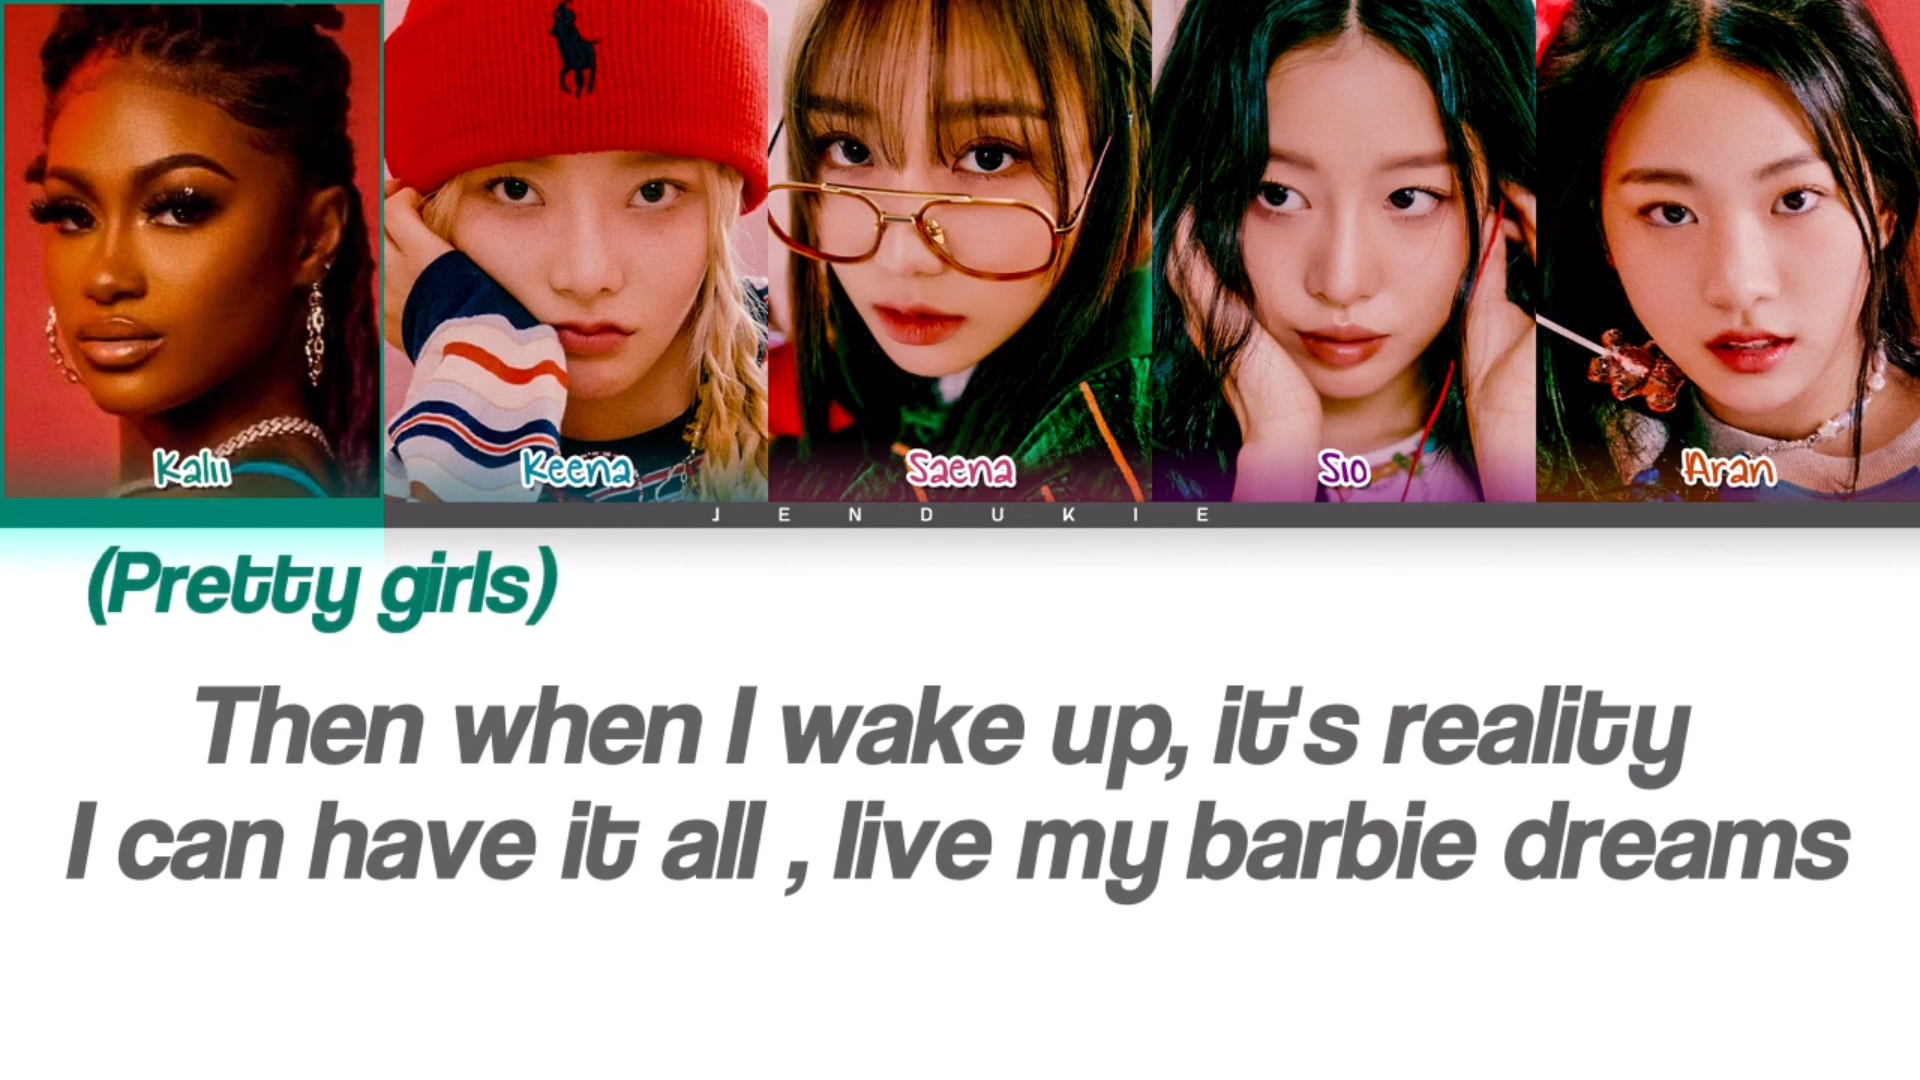 Kalii Keena Saena Sio Aran
JENDUKIE
(Pretty girls)
Then when I wake up, it's reality
I can have it all , live my barbie dreams